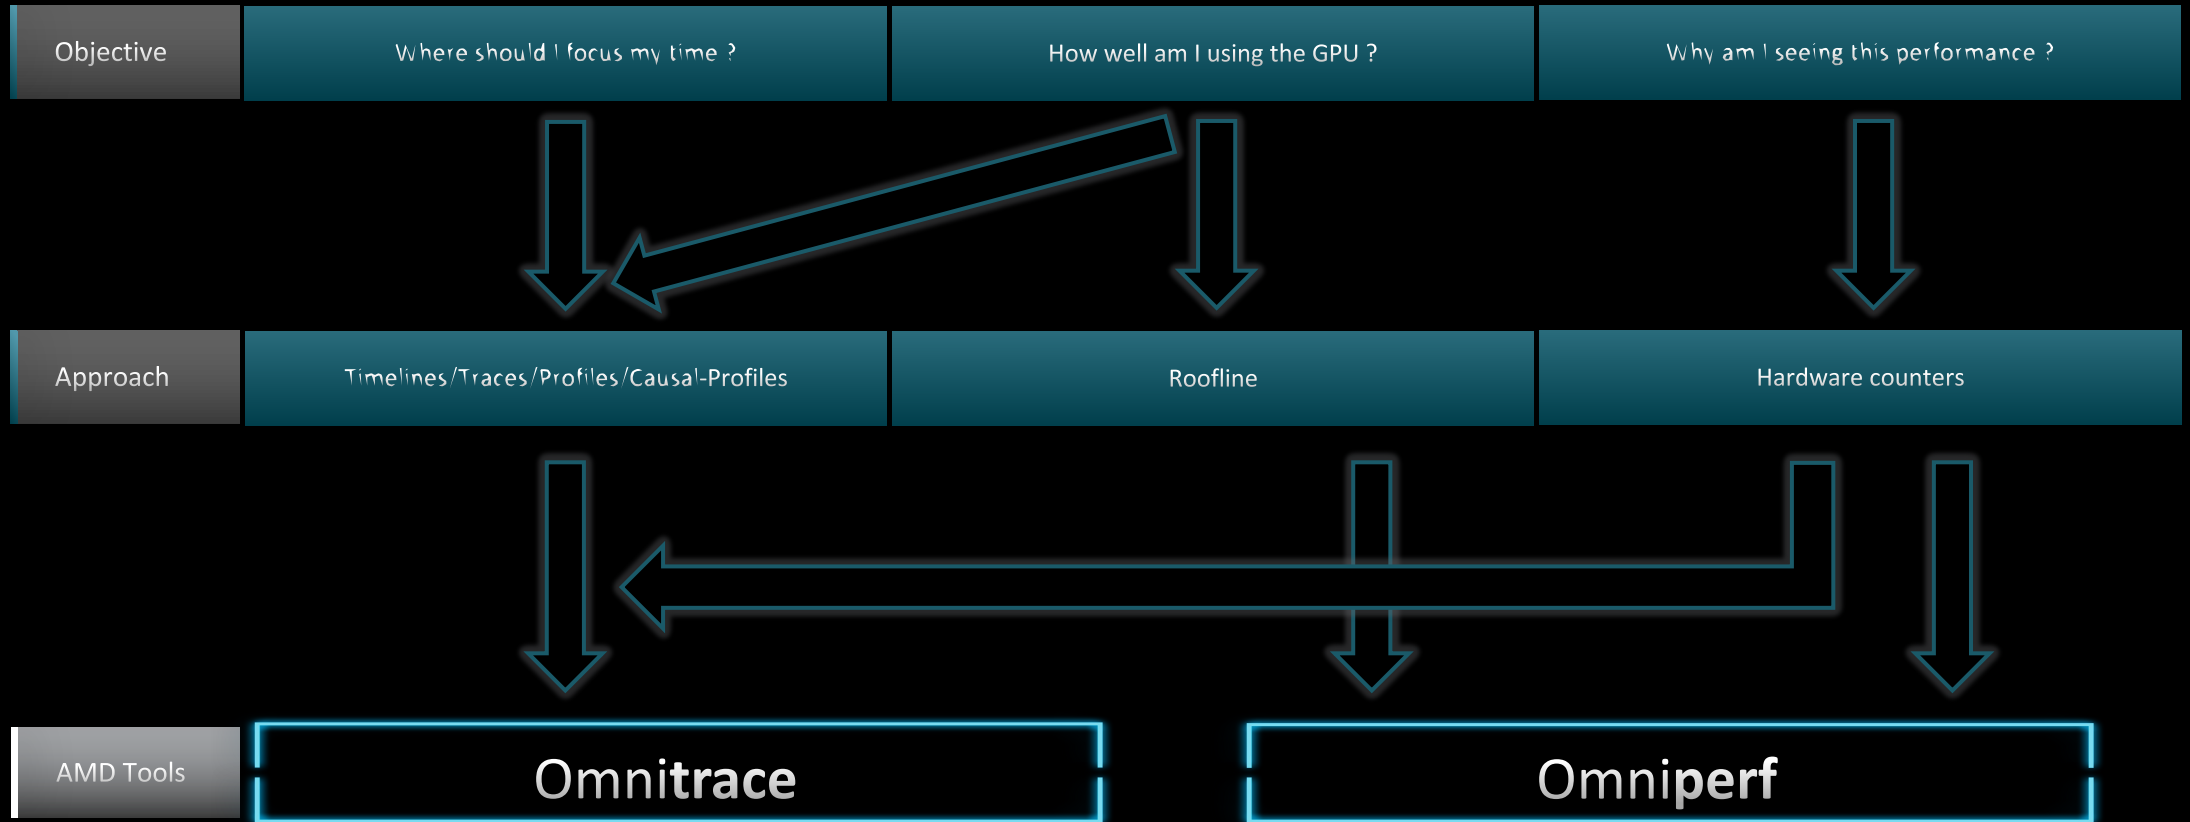 Objective
Where should I focus my time ?
How well am I using the GPU ?
Why am I seeing this performance ?
Approach
Timelines/Traces/Profiles/Causal-Profiles
Roofline
Hardware counters
AMD Tools
Omnitrace
Omniperf